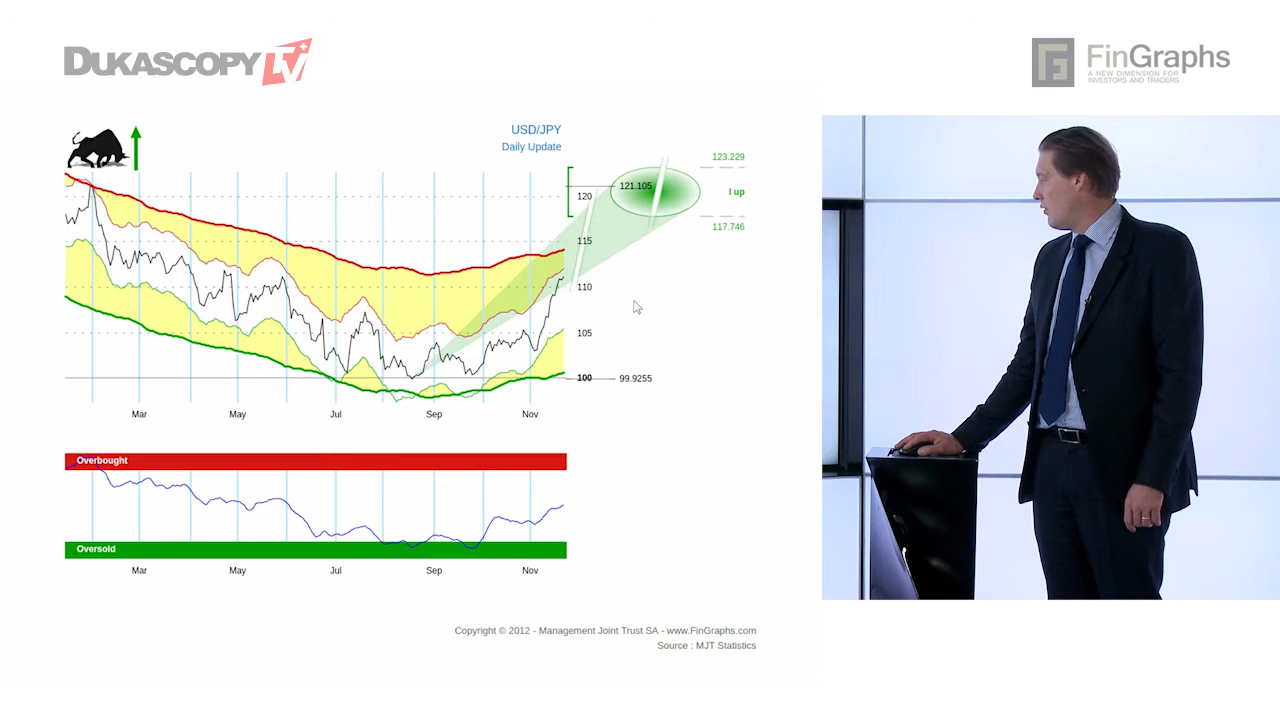 DUKASCOPY TV
FinGraphs
A NEW DIMENSION FOR
INVESTORS AND TRADERS
USD/JPY
Daily Update
123.229
121.105
I up
117.746
120
115
110
105
100
99.9255
Mar
May
Jul
Sep
Nov
Overbought
Oversold
Mar
May
Jul
Sep
Nov
Copyright © 2012 - Management Joint Trust SA - www.FinGraphs.com
Source : MJT Statistics